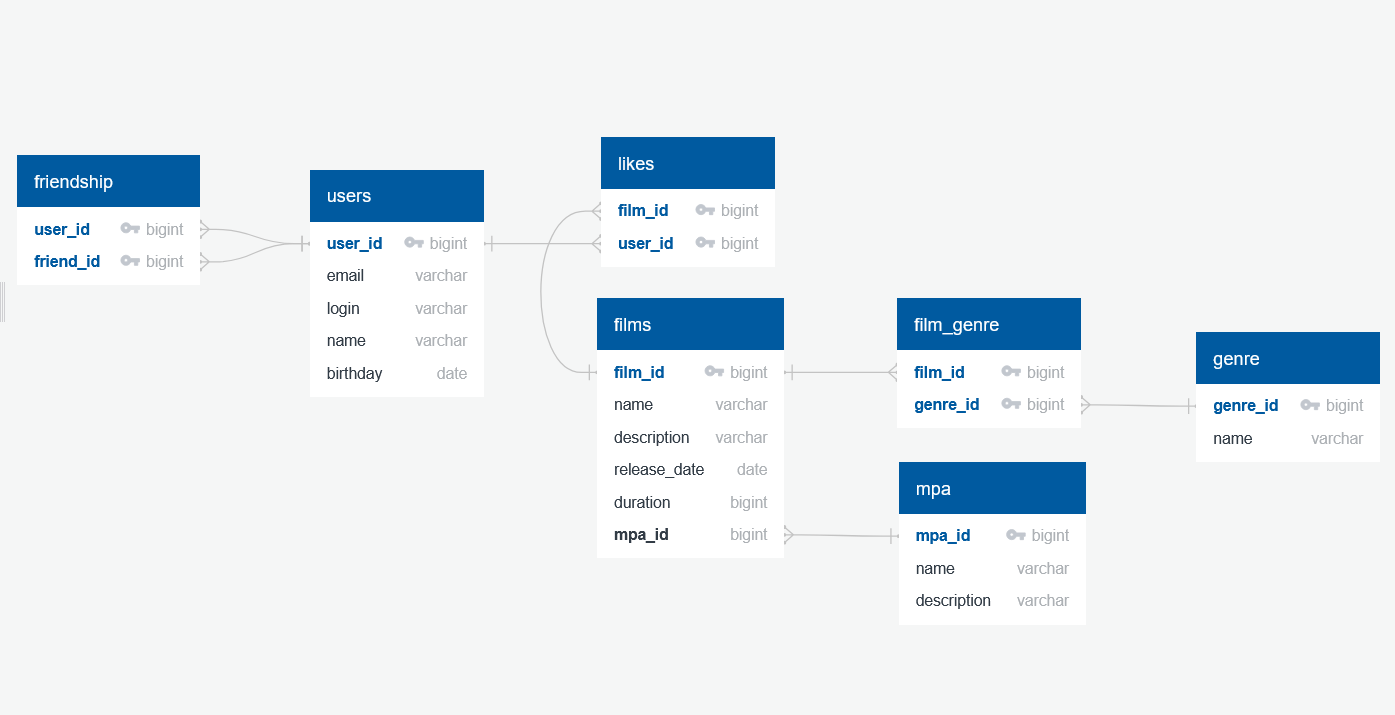 friendship
user_id bigint
friend_id bigint
users
user_id bigint
email varchar
login varchar
name varchar
birthday date
likes
film_id bigint
user_id bigint
films
film_id bigint
name varchar
description varchar
release_date date
duration bigint
mpa_id bigint
film_genre
film_id bigint
genre_id bigint
mpa
mpa_id bigint
name varchar
description varchar
genre
genre_id bigint
name varchar